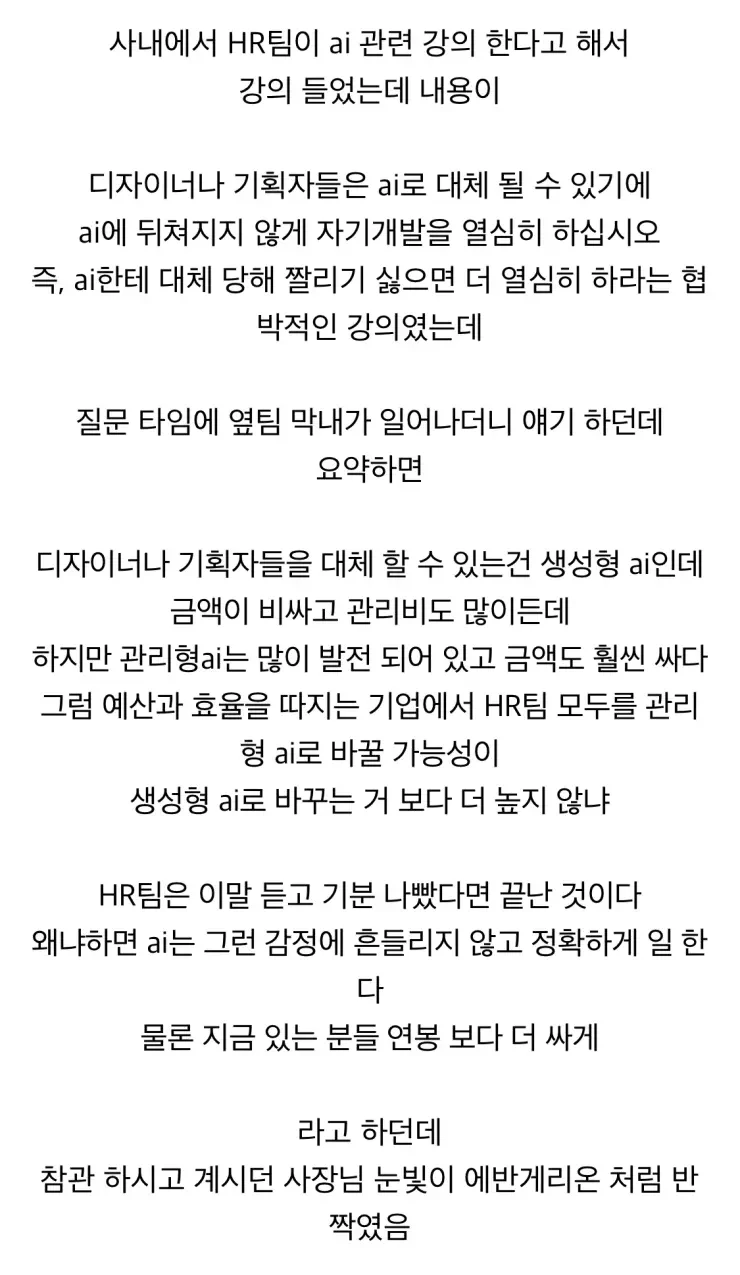 사내에서 HR팀이 ai 관련 강의 한다고 해서
강의 들었는데 내용이
디자이너나 기획자들은 ai로 대체 될 수 있기에
ai에 뒤쳐지지 않게 자기개발을 열심히 하십시오
즉, ai한테 대체 당해 짤리기 싫으면 더 열심히 하라는 협
박적인 강의였는데
질문 타임에 옆팀 막내가 일어나더니 얘기 하던데
요약하면
디자이너나 기획자들을 대체 할 수 있는건 생성형 ai인데
금액이 비싸고 관리비도 많이든데
하지만 관리형ai는 많이 발전 되어 있고 금액도 훨씬 싸다
그럼 예산과 효율을 따지는 기업에서 HR팀 모두를 관리
형 ai로 바꿀 가능성이
생성형 ai로 바꾸는 거 보다 더 높지 않냐
HR팀은 이말 듣고 기분 나빴다면 끝난 것이다
왜냐하면 ai는 그런 감정에 흔들리지 않고 정확하게 일 한
다
물론 지금 있는 분들 연봉 보다 더 싸게
라고 하던데
참관 하시고 계시던 사장님 눈빛이 에반게리온 처럼 반
짝였음